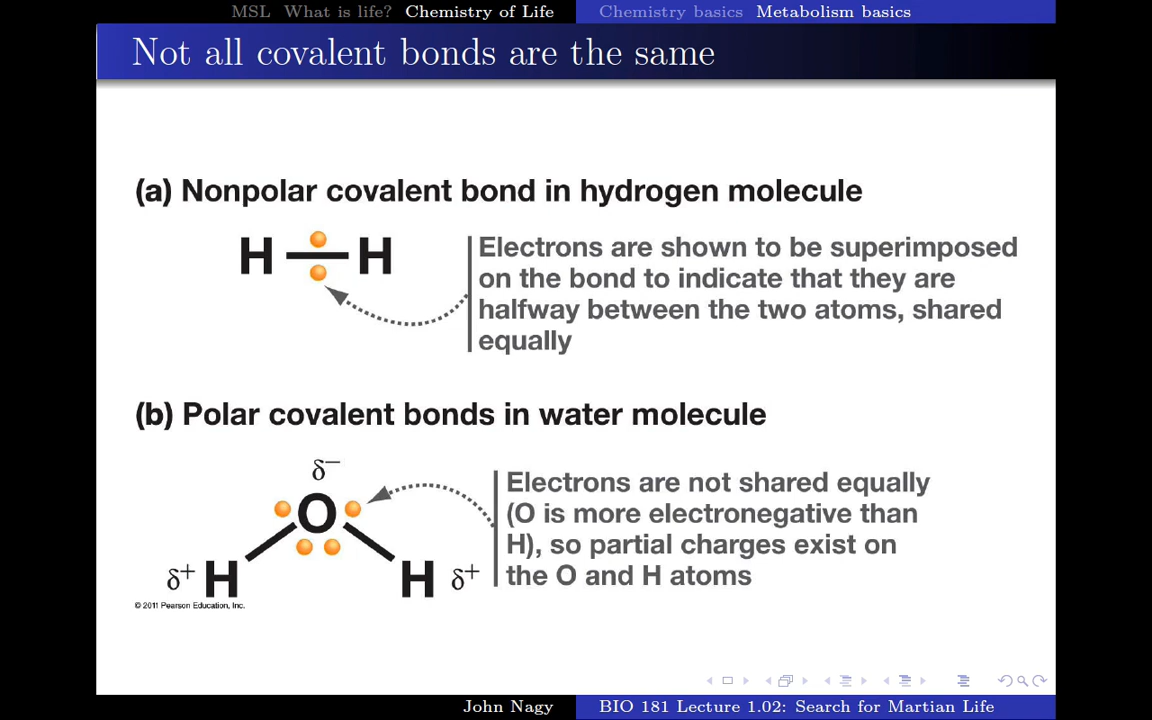 MSL What is life? Chemistry of Life Chemistry basics Metabolism basics
Not all covalent bonds are the same
(a) Nonpolar covalent bond in hydrogen molecule
H H
Electrons are shown to be superimposed
on the bond to indicate that they are
halfway between the two atoms, shared
equally
(b) Polar covalent bonds in water molecule
δ−
O
δ+ H H δ+
Electrons are not shared equally
(O is more electronegative than
H), so partial charges exist on
the O and H atoms
© 2011 Pearson Education, Inc.
John Nagy BIO 181 Lecture 1.02: Search for Martian Life